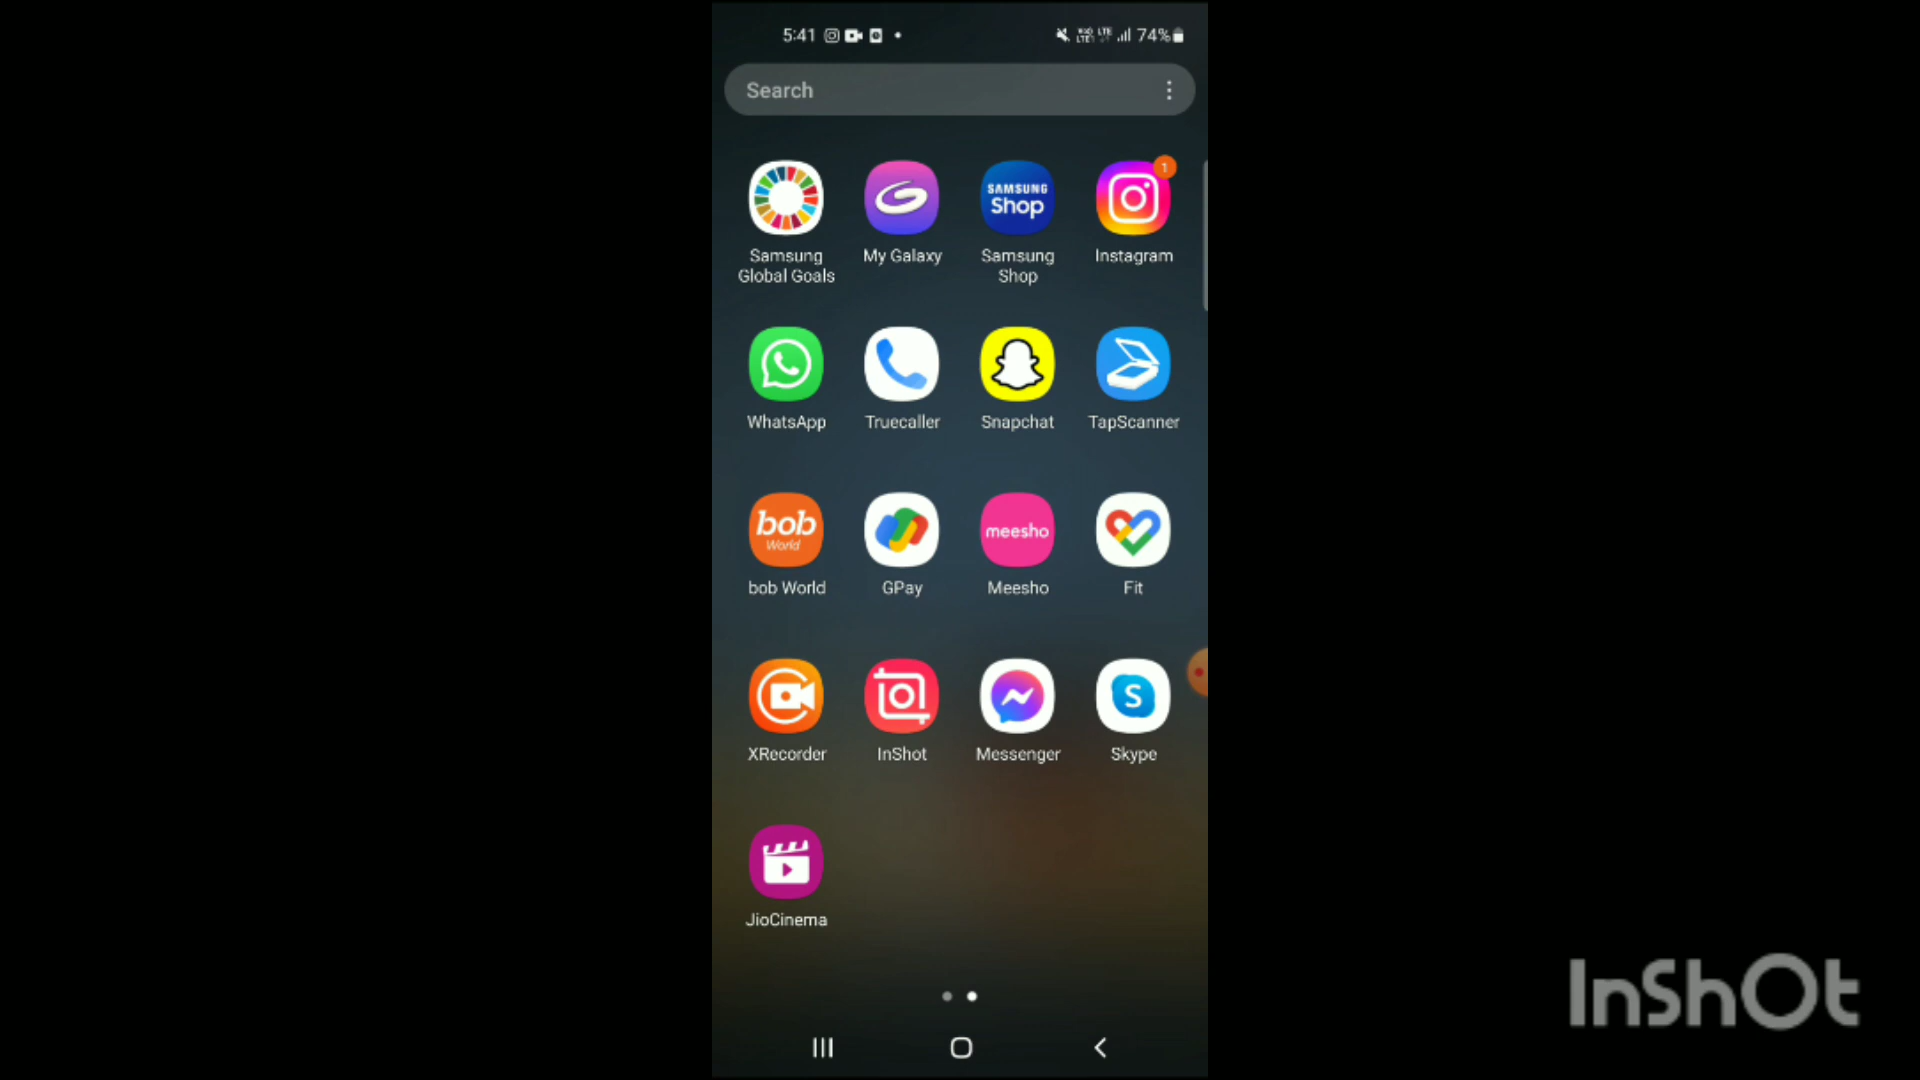 5:41
74%
Search
SAMSUNG
Shop
1
Samsung
Global Goals
My Galaxy
Samsung
Shop
Instagram
WhatsApp
Truecaller
Snapchat
TapScanner
bob
World
meesho
bob World
GPay
Meesho
Fit
S
XRecorder
InShot
Messenger
Skype
JioCinema
InShOt